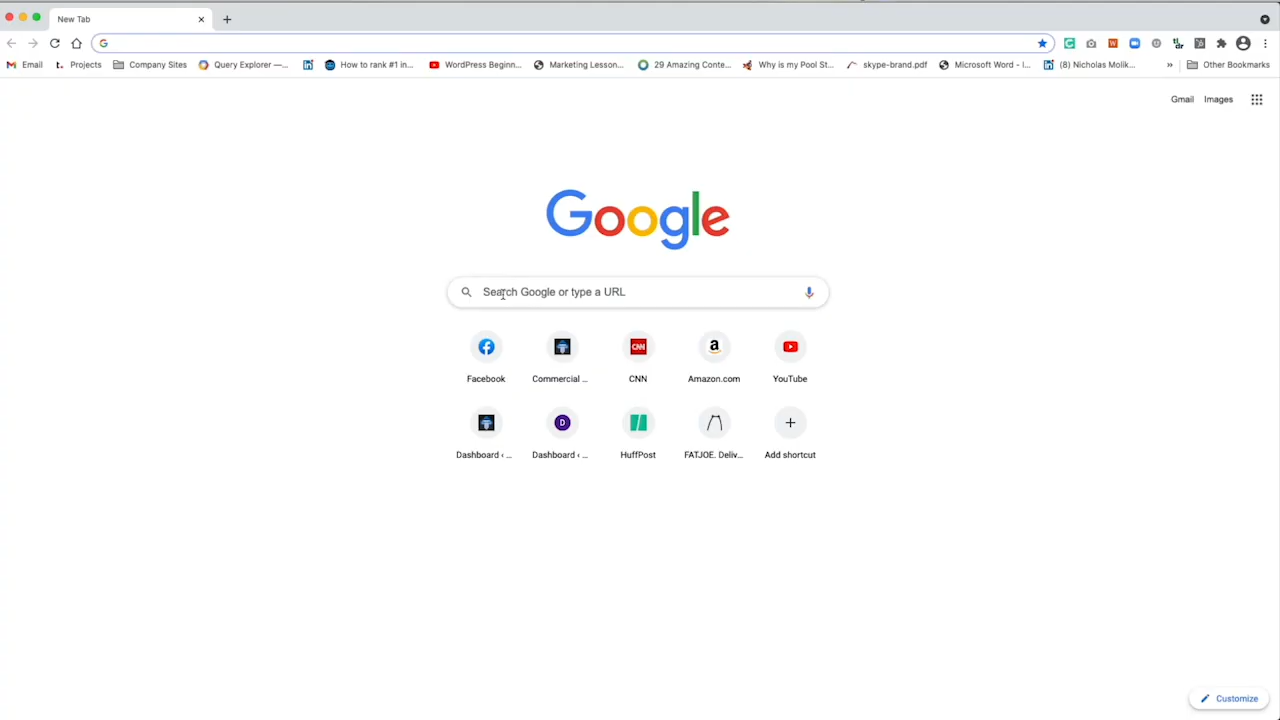 New Tab
Email Projects Company Sites Query Explorer —... How to rank #1 in... WordPress Beginn... Marketing Lesson... 29 Amazing Conte... Why is my Pool St... skype-brand.pdf Microsoft Word - I... (8) Nicholas Molik... » Other Bookmarks
Gmail Images
Google
Search Google or type a URL
CNN a
Facebook Commercial ... CNN Amazon.com YouTube
D
Dashboard ‹ ... Dashboard ‹ ... HuffPost FATJOE. Deliv... Add shortcut
Customize